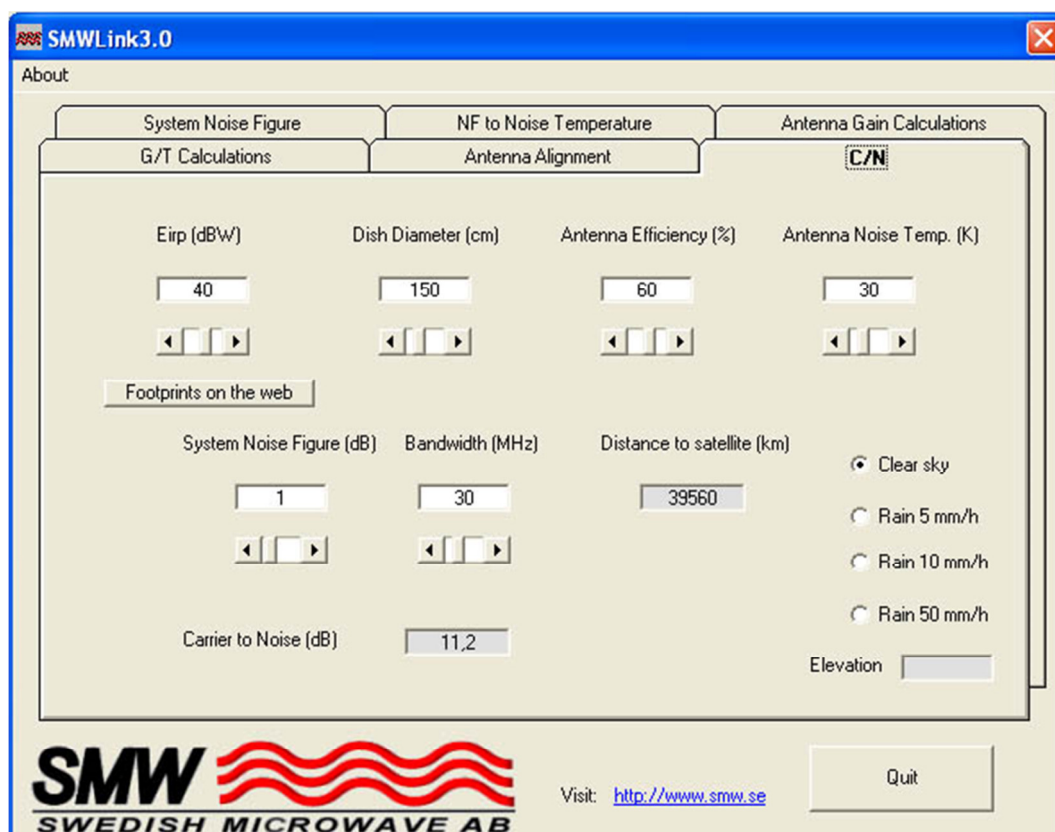 SMWLink3.0
About
System Noise Figure
NF to Noise Temperature
Antenna Gain Calculations
G/T Calculations
Antenna Alignment
C/N
Eirp (dBW)
Dish Diameter (cm)
Antenna Efficiency (%)
Antenna Noise Temp. (K)
40
150
60
30
Footprints on the web
System Noise Figure (dB)
Bandwidth (MHz)
Distance to satellite (km)
1
30
39560
Clear sky
Rain 5 mm/h
Rain 10 mm/h
Rain 50 mm/h
Carrier to Noise (dB)
11,2
Elevation
SMW
SWEDISH MICROWAVE AB
Visit: http://www.smw.se
Quit